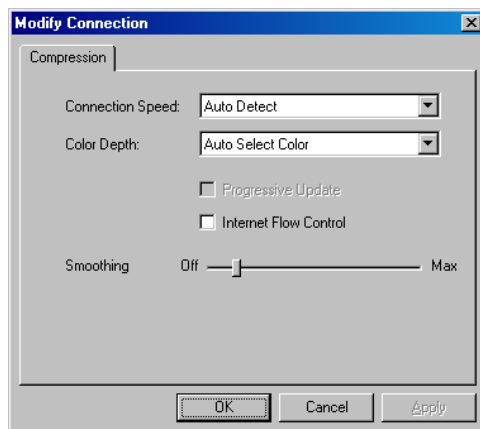 Modify Connection
Compression
Connection Speed: Auto Detect
Color Depth: Auto Select Color
Progressive Update
Internet Flow Control
Smoothing Off Max
OK Cancel Apply